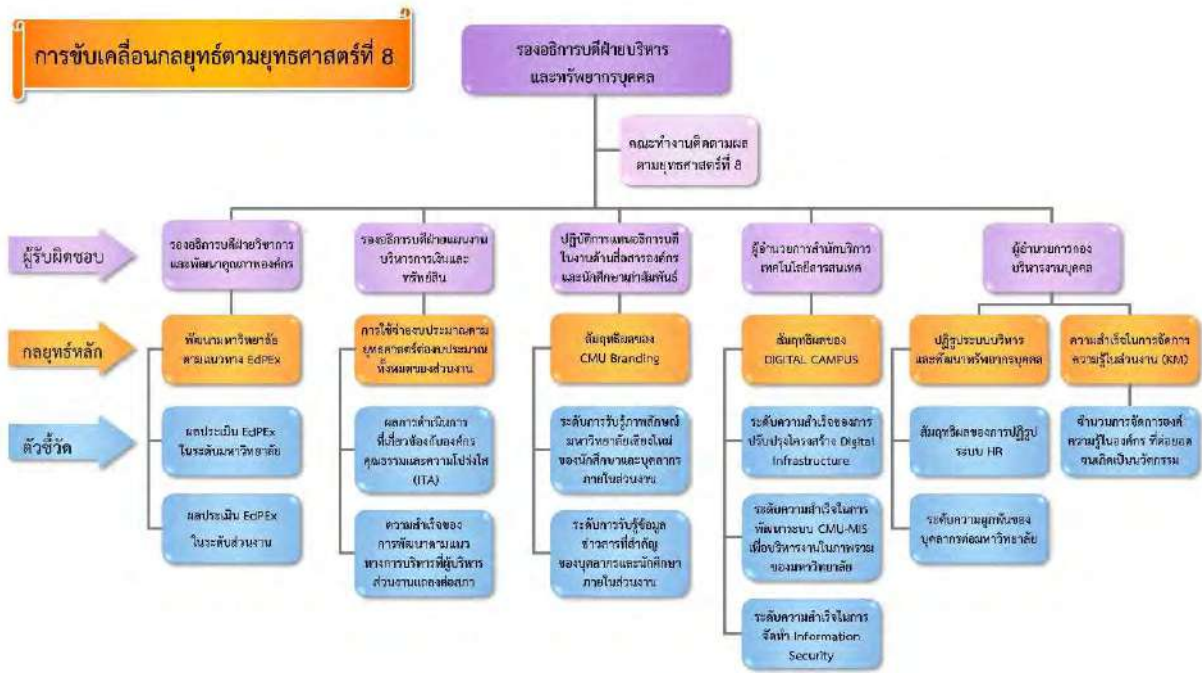 การขับเคลื่อนกลยุทธ์ตามยุทธศาสตร์ที่ 8
รองอธิการบดีฝ่ายบริหาร
และทรัพยากรบุคคล
คณะทำงานติดตามผล
ตามยุทธศาสตร์ที่ 8
ผู้รับผิดชอบ
รองอธิการบดีฝ่ายวิชาการ
และพัฒนาคุณภาพองค์กร
รองอธิการบดีฝ่ายแผนงาน
บริหารการเงินและ
ทรัพย์สิน
ปฏิบัติการแทนอธิการบดี
ในงานด้านสื่อสารองค์กร
และนักศึกษาเก่าสัมพันธ์
ผู้อำนวยการสำนักบริการ
เทคโนโลยีสารสนเทศ
ผู้อำนวยการกอง
บริหารงานบุคคล
กลยุทธ์หลัก
พัฒนามหาวิทยาลัย
ตามแนวทาง EdPEx
การใช้จ่ายงบประมาณตาม
ยุทธศาสตร์ต่องบประมาณ
ทั้งหมดของส่วนงาน
สัมฤทธิผลของ
CMU Branding
สัมฤทธิผลของ
DIGITAL CAMPUS
ปฏิรูประบบบริหาร
และพัฒนาทรัพยากรบุคคล
ความสำเร็จในการจัดการ
ความรู้ในส่วนงาน (KM)
ตัวชี้วัด
ผลประเมิน EdPEx
ในระดับมหาวิทยาลัย
ผลประเมิน EdPEx
ในระดับส่วนงาน
ผลการดำเนินการ
ที่เกี่ยวข้องกับองค์กร
คุณธรรมและความโปร่งใส
(ITA)
ความสำเร็จของ
การพัฒนาตามแนว
ทางการบริหารที่ผู้บริหาร
ส่วนงานแถลงต่อสภา
ระดับการรับรู้ภาพลักษณ์
มหาวิทยาลัยเชียงใหม่
ของนักศึกษาและบุคลากร
ภายในส่วนงาน
ระดับการรับรู้ข้อมูล
ข่าวสารที่สำคัญ
ของบุคลากรและนักศึกษา
ภายในส่วนงาน
ระดับความสำเร็จของการ
ปรับปรุงโครงสร้าง Digital
Infrastructure
ระดับความสำเร็จในการ
พัฒนาระบบ CMU-MIS
เพื่อบริหารงานในภาพรวม
ของมหาวิทยาลัย
ระดับความสำเร็จในการ
จัดทำ Information
Security
สัมฤทธิผลของการปฏิรูป
ระบบ HR
ระดับความผูกพันของ
บุคลากรต่อมหาวิทยาลัย
จำนวนการจัดการองค์
ความรู้ในองค์กร ที่ต่อยอด
จนเกิดเป็นนวัตกรรม